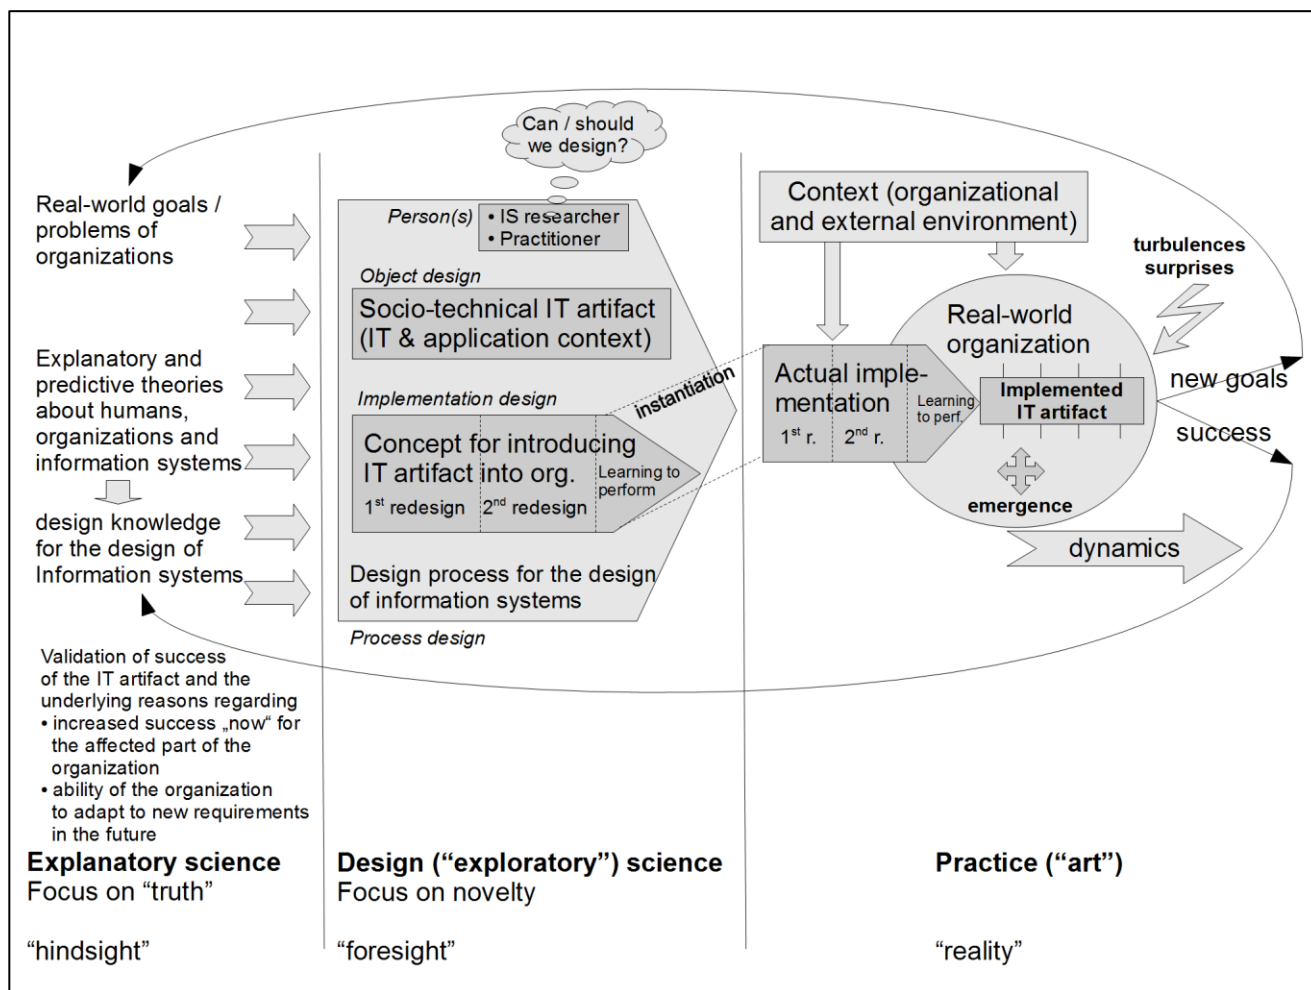 Can / should
we design?
Real-world goals /
problems of
organizations
Explanatory and
predictive theories
about humans,
organizations and
information systems
design knowledge
for the design of
Information systems
Validation of success
of the IT artifact and the
underlying reasons regarding
• increased success „now“ for
the affected part of the
organization
• ability of the organization
to adapt to new requirements
in the future
Explanatory science
Focus on “truth”
“hindsight”
Person(s)
• IS researcher
• Practitioner
Object design
Socio-technical IT artifact
(IT & application context)
Implementation design
Concept for introducing
IT artifact into org.
1st redesign
2nd redesign
Learning to
perform
Design process for the design
of information systems
Process design
instantiation
Design (“exploratory”) science
Focus on novelty
“foresight”
Context (organizational
and external environment)
turbulences
surprises
Real-world
organization
Actual imple-
mentation
1st r.
2nd r.
Learning
to perf.
Implemented
IT artifact
emergence
new goals
success
dynamics
Practice (“art”)
“reality”